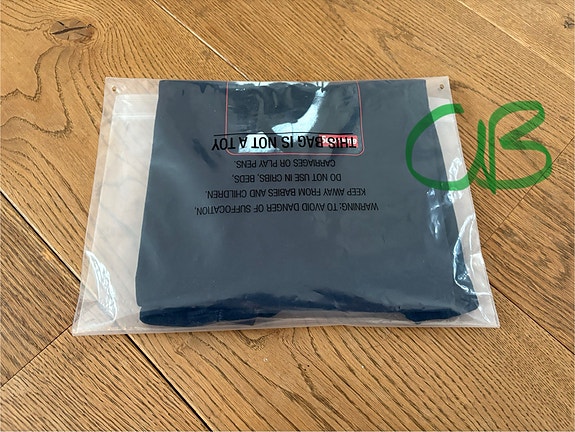 WARNING: TO AVOID DANGER OF SUFFOCATION,
KEEP AWAY FROM BABIES AND CHILDREN.
DO NOT USE IN CRIBS, BEDS,
CARRIAGES OR PLAY PENS
THIS BAG IS NOT A TOY
CB